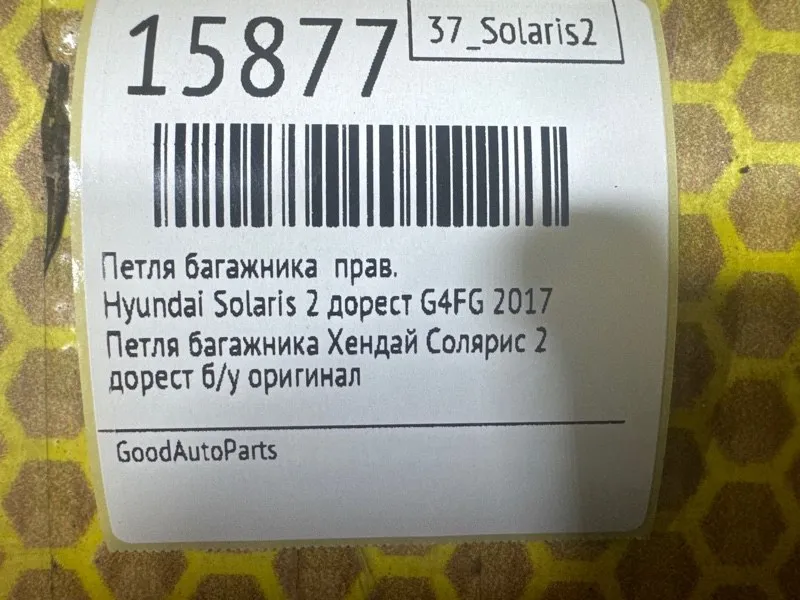 15877
37_Solaris2
Петля багажника прав.
Hyundai Solaris 2 дорест G4FG 2017
Петля багажника Хендай Солярис 2
дорест б/у оригинал
GoodAutoParts